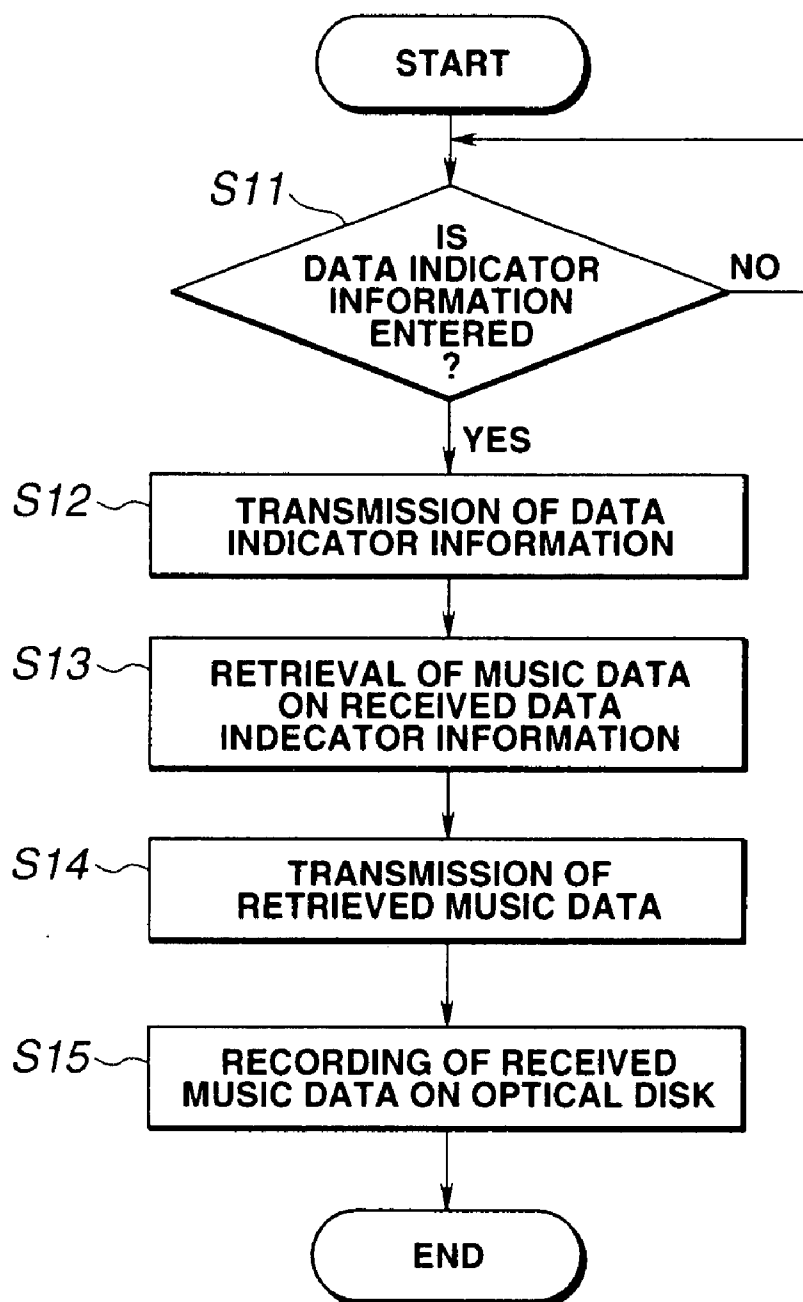 START
S11
IS
DATA INDICATOR
INFORMATION
ENTERED
?
NO
YES
S12
TRANSMISSION OF DATA
INDICATOR INFORMATION
S13
RETRIEVAL OF MUSIC DATA
ON RECEIVED DATA
INDECATOR INFORMATION
S14
TRANSMISSION OF
RETRIEVED MUSIC DATA
S15
RECORDING OF RECEIVED
MUSIC DATA ON OPTICAL DISK
END